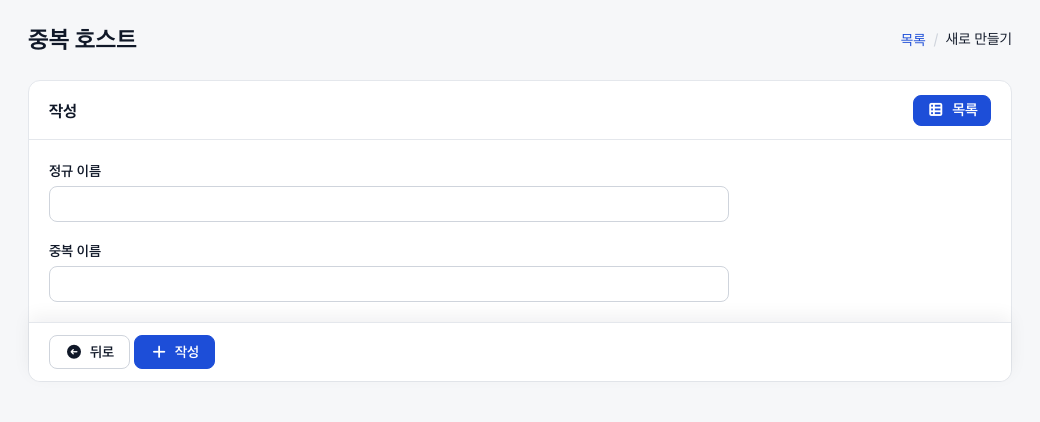 중복 호스트
목록 / 새로 만들기
작성
목록
정규 이름
중복 이름
뒤로
작성